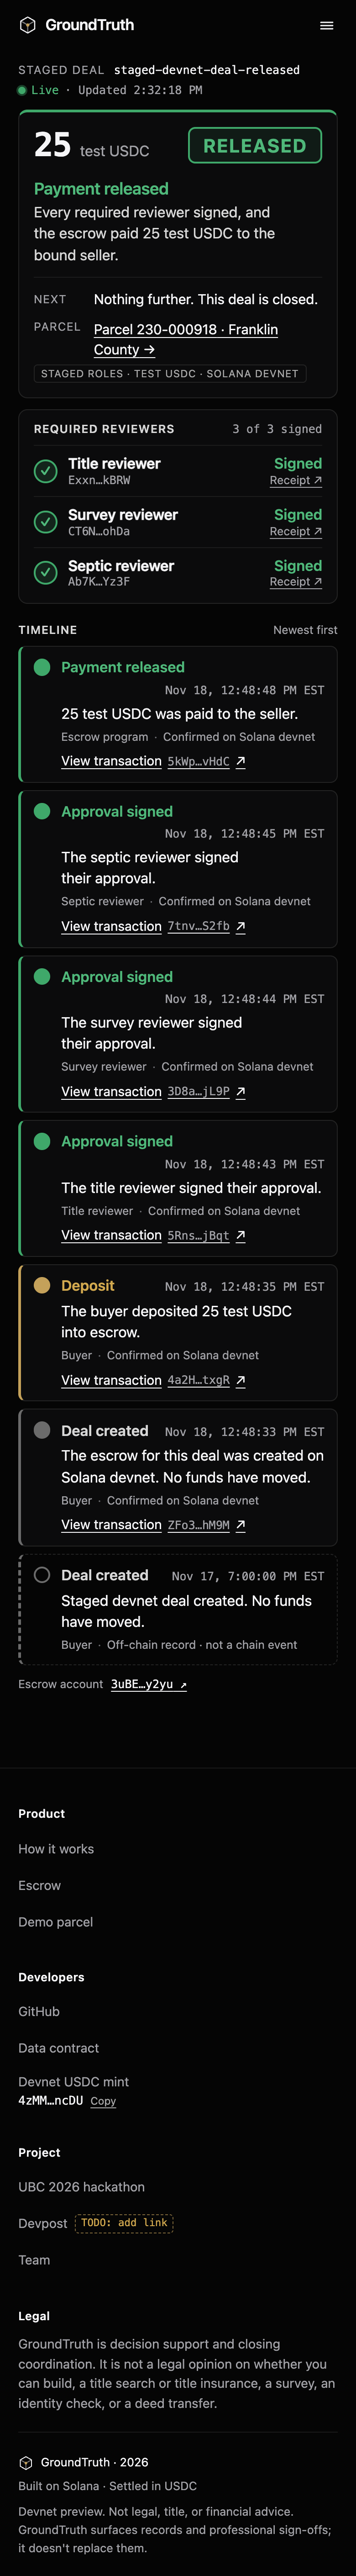 GroundTruth
STAGED DEAL staged-devnet-deal-released
Live · Updated 2:32:18 PM
25 test USDC RELEASED
Payment released
Every required reviewer signed, and
the escrow paid 25 test USDC to the
bound seller.
NEXT Nothing further. This deal is closed.
PARCEL Parcel 230-000918 · Franklin
County →
STAGED ROLES · TEST USDC · SOLANA DEVNET
REQUIRED REVIEWERS 3 of 3 signed
Title reviewer Signed
Exxn…kBRW Receipt ↗
Survey reviewer Signed
CT6N…ohDa Receipt ↗
Septic reviewer Signed
Ab7K…Yz3F Receipt ↗
TIMELINE Newest first
Payment released
Nov 18, 12:48:48 PM EST
25 test USDC was paid to the seller.
Escrow program · Confirmed on Solana devnet
View transaction 5kWp…vHdC ↗
Approval signed
Nov 18, 12:48:45 PM EST
The septic reviewer signed
their approval.
Septic reviewer · Confirmed on Solana devnet
View transaction 7tnv…S2fb ↗
Approval signed
Nov 18, 12:48:44 PM EST
The survey reviewer signed
their approval.
Survey reviewer · Confirmed on Solana devnet
View transaction 3D8a…jL9P ↗
Approval signed
Nov 18, 12:48:43 PM EST
The title reviewer signed their approval.
Title reviewer · Confirmed on Solana devnet
View transaction 5Rns…jBqt ↗
Deposit Nov 18, 12:48:35 PM EST
The buyer deposited 25 test USDC
into escrow.
Buyer · Confirmed on Solana devnet
View transaction 4a2H…txgR ↗
Deal created Nov 18, 12:48:33 PM EST
The escrow for this deal was created on
Solana devnet. No funds have moved.
Buyer · Confirmed on Solana devnet
View transaction ZFo3…hM9M ↗
Deal created Nov 17, 7:00:00 PM EST
Staged devnet deal created. No funds
have moved.
Buyer · Off-chain record · not a chain event
Escrow account 3uBE…y2yu ↗
Product
How it works
Escrow
Demo parcel
Developers
GitHub
Data contract
Devnet USDC mint
4zMM…ncDU Copy
Project
UBC 2026 hackathon
Devpost TODO: add link
Team
Legal
GroundTruth is decision support and closing
coordination. It is not a legal opinion on whether you
can build, a title search or title insurance, a survey, an
identity check, or a deed transfer.
GroundTruth · 2026
Built on Solana · Settled in USDC
Devnet preview. Not legal, title, or financial advice.
GroundTruth surfaces records and professional sign-offs;
it doesn't replace them.